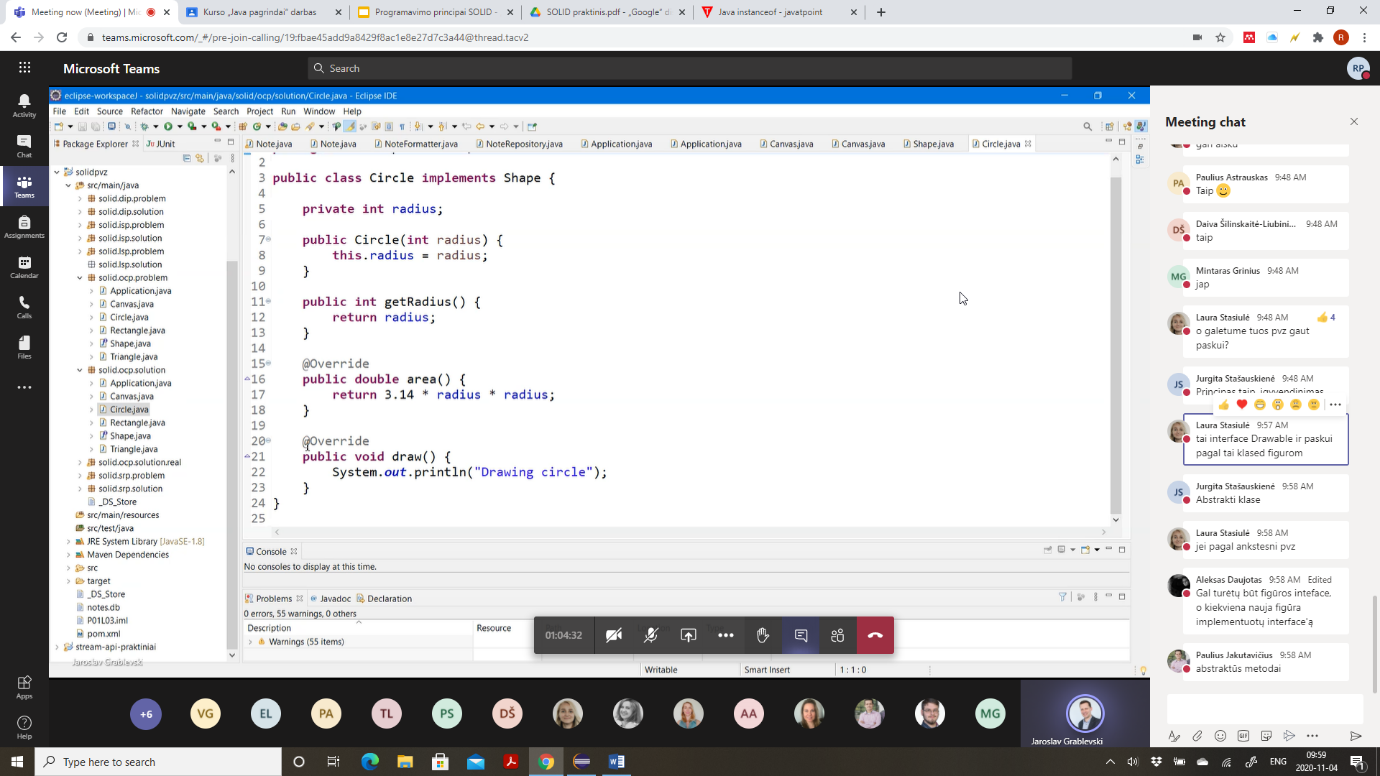 Meeting now (Meeting) | Mic
Kurso „Java pagrindai" darbas
Programavimo principai SOLID -
SOLID praktinis.pdf - „Google" d
Java instanceof - javatpoint
teams.microsoft.com/_#/pre-join-calling/19:fbae45add9a8429f8ac1e8e27d7c3a44@thread.tacv2
R
Microsoft Teams
Search
RP
Activity
Chat
Teams
Assignments
Calendar
Calls
Files
Apps
Help
eclipse-workspaceJ - solidpvz/src/main/java/solid/ocp/solution/Circle.java - Eclipse IDE
File Edit Source Refactor Navigate Search Project Run Window Help
Package Explorer
JUnit
Note.java
Note.java
NoteFormatter.java
NoteRepository.java
Application.java
Application.java
Canvas.java
Canvas.java
Shape.java
Circle.java
solidpvz
src/main/java
solid.dip.problem
solid.dip.solution
solid.isp.problem
solid.isp.solution
solid.lsp.problem
solid.lsp.solution
solid.ocp.problem
Application.java
Canvas.java
Circle.java
Rectangle.java
Shape.java
Triangle.java
solid.ocp.solution
Application.java
Canvas.java
Circle.java
Rectangle.java
Shape.java
Triangle.java
solid.ocp.solution.real
solid.srp.problem
solid.srp.solution
_DS_Store
src/main/resources
src/test/java
JRE System Library [JavaSE-1.8]
Maven Dependencies
src
target
_DS_Store
notes.db
P01L03.iml
pom.xml
stream-api-praktiniai
Jaroslav Grablevski
2
3 public class Circle implements Shape {
4
5 private int radius;
6
7 public Circle(int radius) {
8 this.radius = radius;
9 }
10
11 public int getRadius() {
12 return radius;
13 }
14
15 @Override
16 public double area() {
17 return 3.14 * radius * radius;
18 }
19
20 @Override
21 public void draw() {
22 System.out.println("Drawing circle");
23 }
24 }
25
Console
No consoles to display at this time.
Problems
Javadoc
Declaration
0 errors, 55 warnings, 0 others
Description
Resource
Warnings (55 items)
01:04:32
Writable
Smart Insert
1 : 1 : 0
+6
VG
EL
PA
TL
PS
DŠ
AA
MG
Jaroslav Grablevski
Meeting chat
PA
Paulius Astrauskas 9:48 AM
Taip
DŠ
Daiva Šilinskaitė-Liubini... 9:48 AM
taip
MG
Mintaras Grinius 9:48 AM
jap
Laura Stasiulė 9:48 AM
4
o galetume tuos pvz gaut
paskui?
JS
Jurgita Stašauskienė 9:48 AM
Principas taip, igyvendinimas
Laura Stasiulė 9:57 AM
tai interface Drawable ir paskui
pagal tai klased figurom
JS
Jurgita Stašauskienė 9:58 AM
Abstrakti klase
Laura Stasiulė 9:58 AM
jei pagal ankstesni pvz
Aleksas Daujotas 9:58 AM Edited
Gal turėtų būt figūros inteface,
o kiekviena nauja figūra
implementuotų interface'ą
Paulius Jakutavičius 9:58 AM
abstraktūs metodai
Type here to search
ENG
09:59
2020-11-04